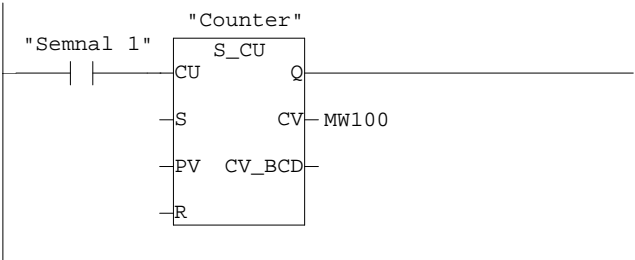 "Counter"
"Semnal 1"
S_CU
CU Q
S CV MW100
PV CV_BCD
R